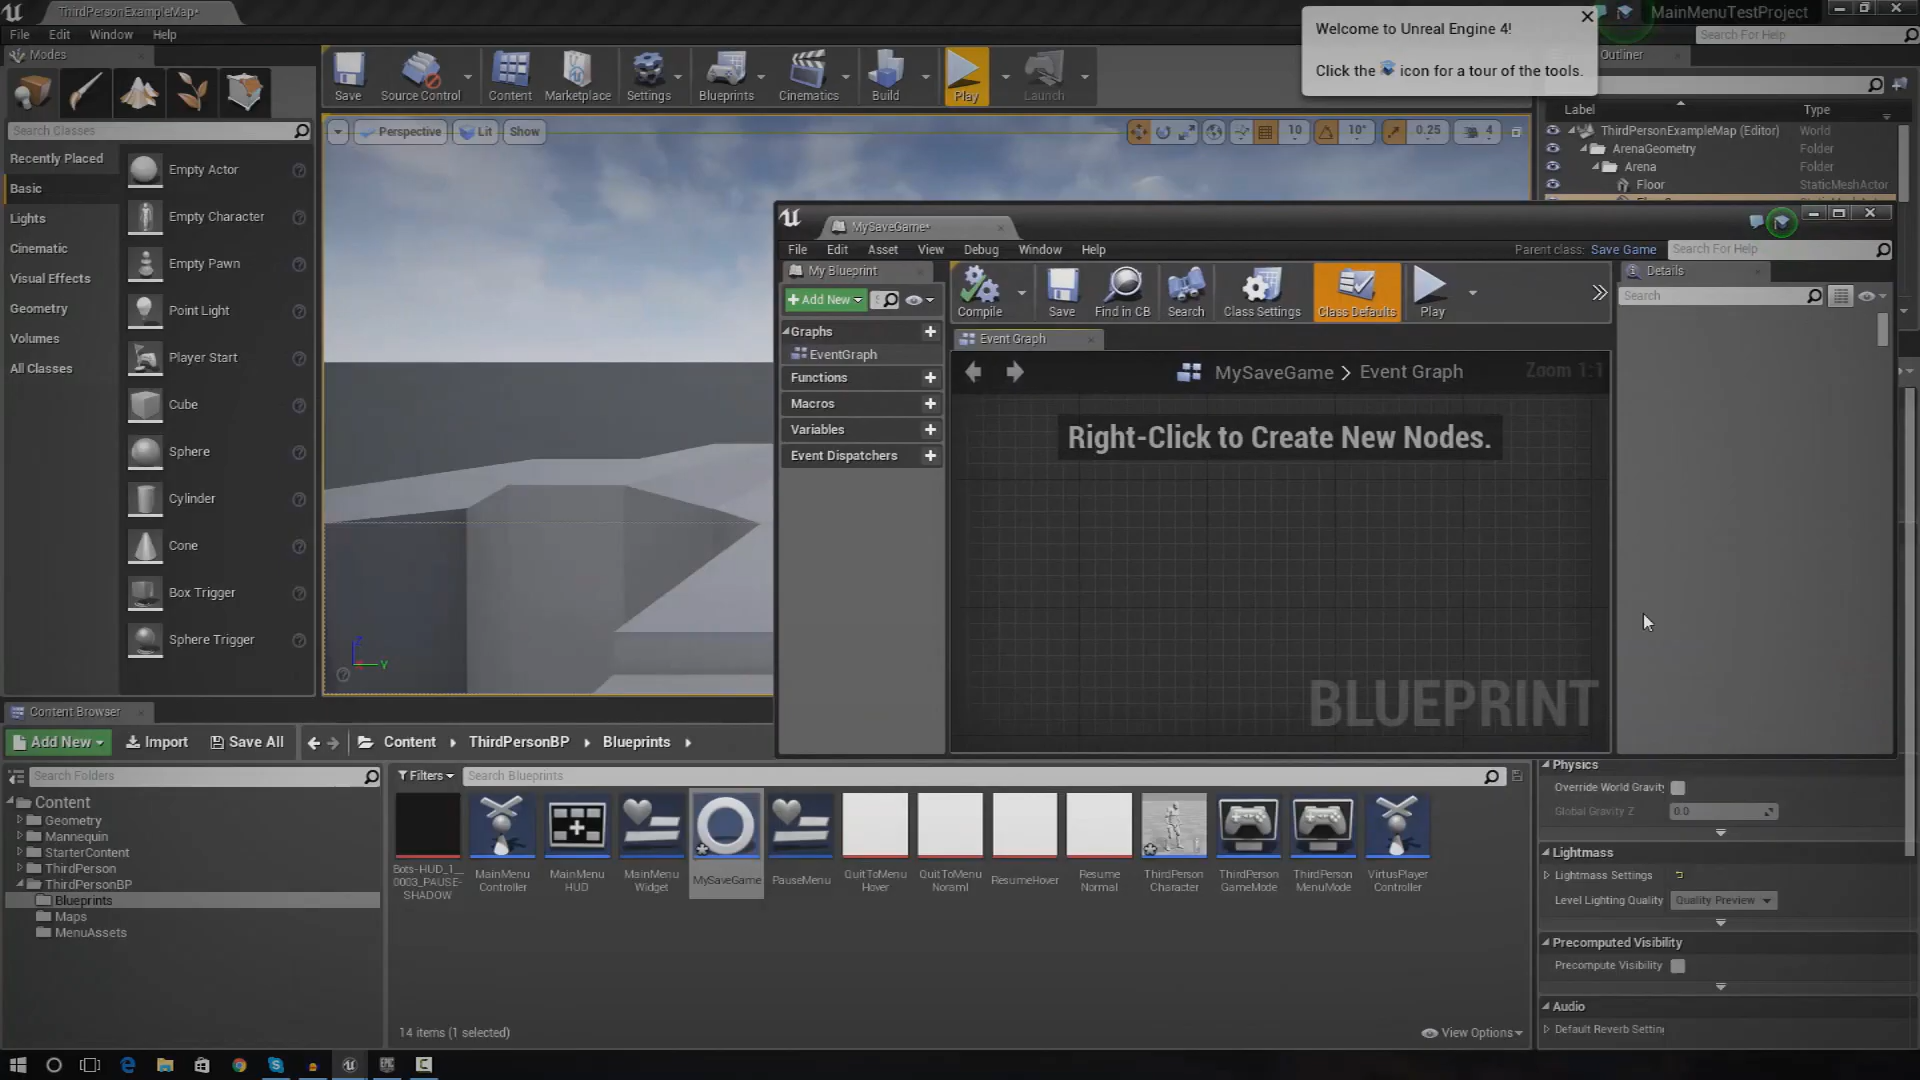 ThirdPersonExampleMap*
MainMenuTestProject
File Edit Window Help
Search For Help
Welcome to Unreal Engine 4!
Click the icon for a tour of the tools.
Modes
Outliner
Save
Source Control
Content
Marketplace
Settings
Blueprints
Cinematics
Build
Play
Launch
Search Classes
Recently Placed
Basic
Lights
Cinematic
Visual Effects
Geometry
Volumes
All Classes
Empty Actor
Empty Character
Empty Pawn
Point Light
Player Start
Cube
Sphere
Cylinder
Cone
Box Trigger
Sphere Trigger
Perspective Lit Show
10 10° 0.25 4
Label Type
ThirdPersonExampleMap (Editor) World
ArenaGeometry Folder
Arena Folder
Floor StaticMeshActor
MySaveGame*
File Edit Asset View Debug Window Help
Parent class: Save Game
Search For Help
My Blueprint
Add New
Compile
Save
Find in CB
Search
Class Settings
Class Defaults
Play
Details
Search
Graphs
EventGraph
Functions
Macros
Variables
Event Dispatchers
Event Graph
MySaveGame > Event Graph
Zoom 1:1
Right-Click to Create New Nodes.
BLUEPRINT
Z
Y
Content Browser
Add New
Import
Save All
Content
ThirdPersonBP
Blueprints
Search Folders
Filters
Search Blueprints
Content
Geometry
Mannequin
StarterContent
ThirdPerson
ThirdPersonBP
Blueprints
Maps
MenuAssets
Bots-HUD_1__
0003_PAUSE-
SHADOW
MainMenu
Controller
MainMenu
HUD
MainMenu
Widget
MySaveGame
PauseMenu
QuitToMenu
Hover
QuitToMenu
Noraml
ResumeHover
Resume
Normal
ThirdPerson
Character
ThirdPerson
GameMode
ThirdPerson
MenuMode
VirtusPlayer
Controller
14 items (1 selected)
View Options
Physics
Override World Gravity
Global Gravity Z 0.0
Lightmass
Lightmass Settings
Level Lighting Quality Quality Preview
Precomputed Visibility
Precompute Visibility
Audio
Default Reverb Setting